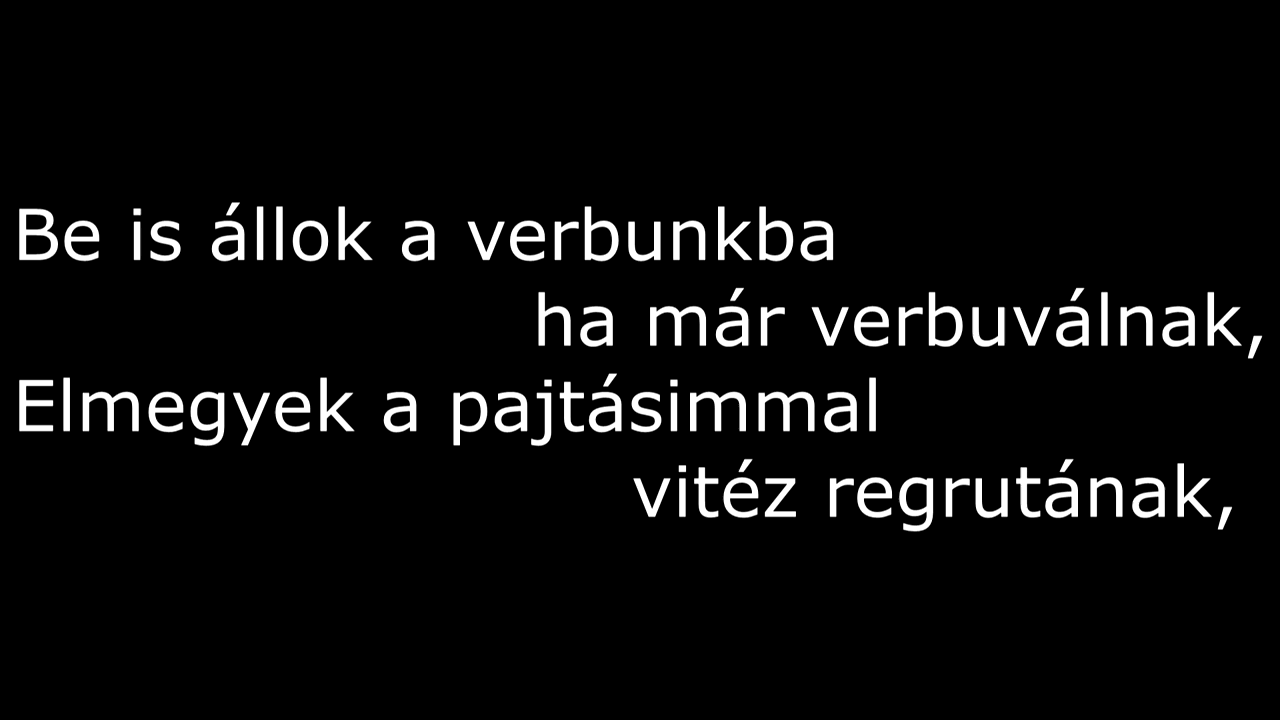 Be is állok a verbunkba
ha már verbuválnak,
Elmegyek a pajtásimmal
vitéz regrutának,